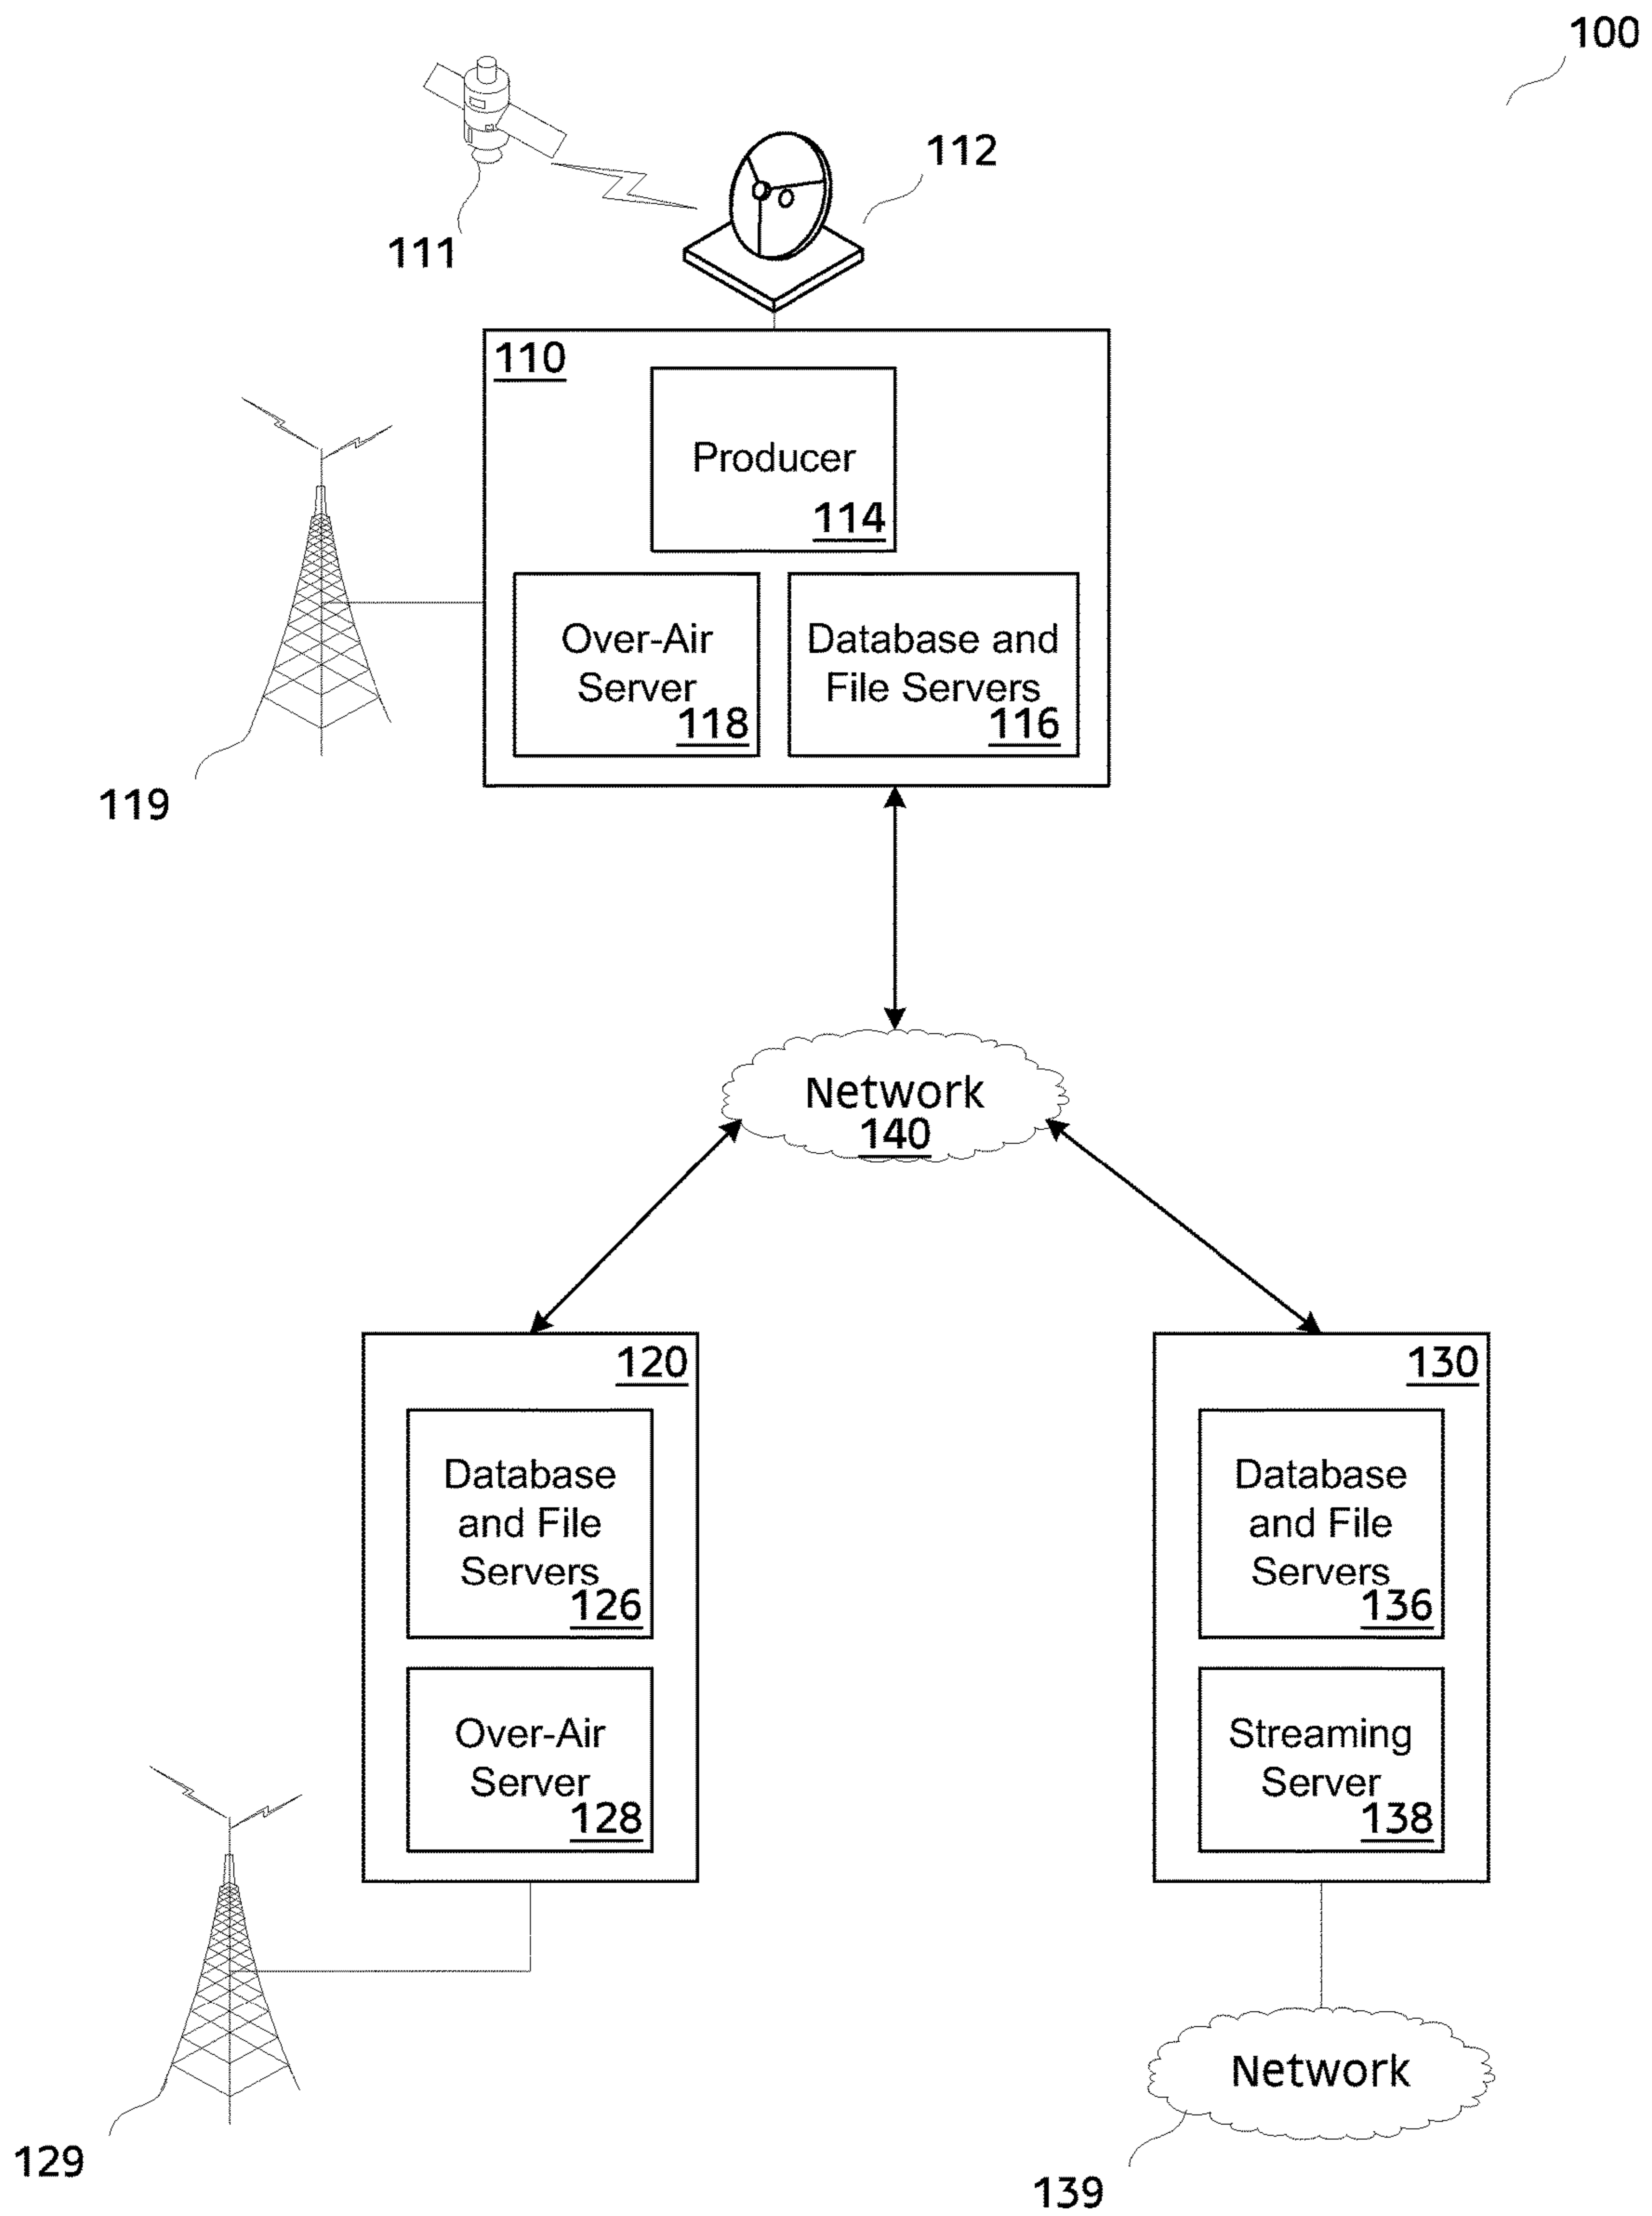 100
112
111
110
Producer
114
Over-Air
Server
118
Database and
File Servers
116
119
Network
140
120
Database
and File
Servers
126
Over-Air
Server
128
130
Database
and File
Servers
136
Streaming
Server
138
129
Network
139